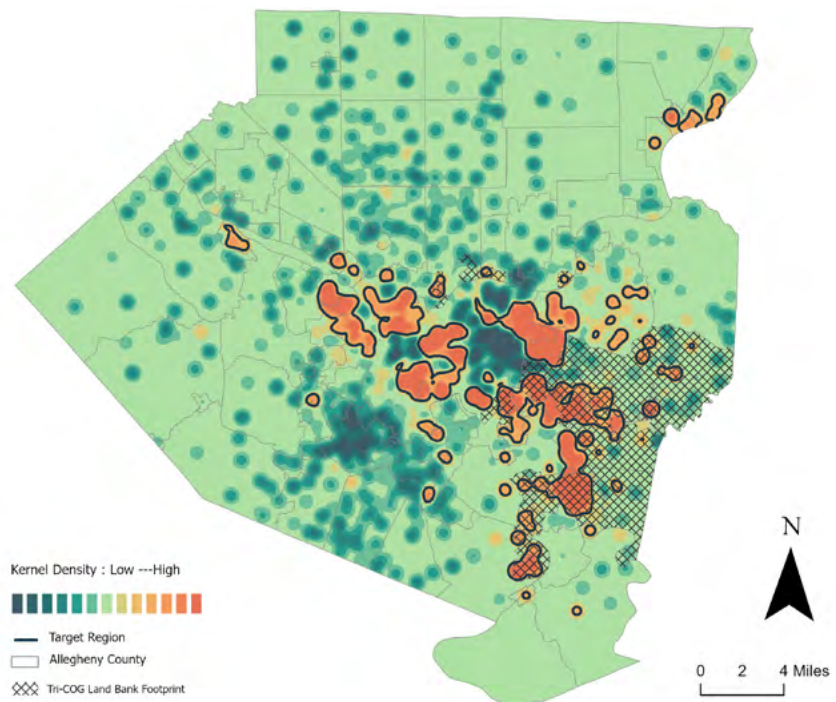 N
Kernel Density : Low ---High
Target Region
Allegheny County
Tri-COG Land Bank Footprint
0 2 4 Miles